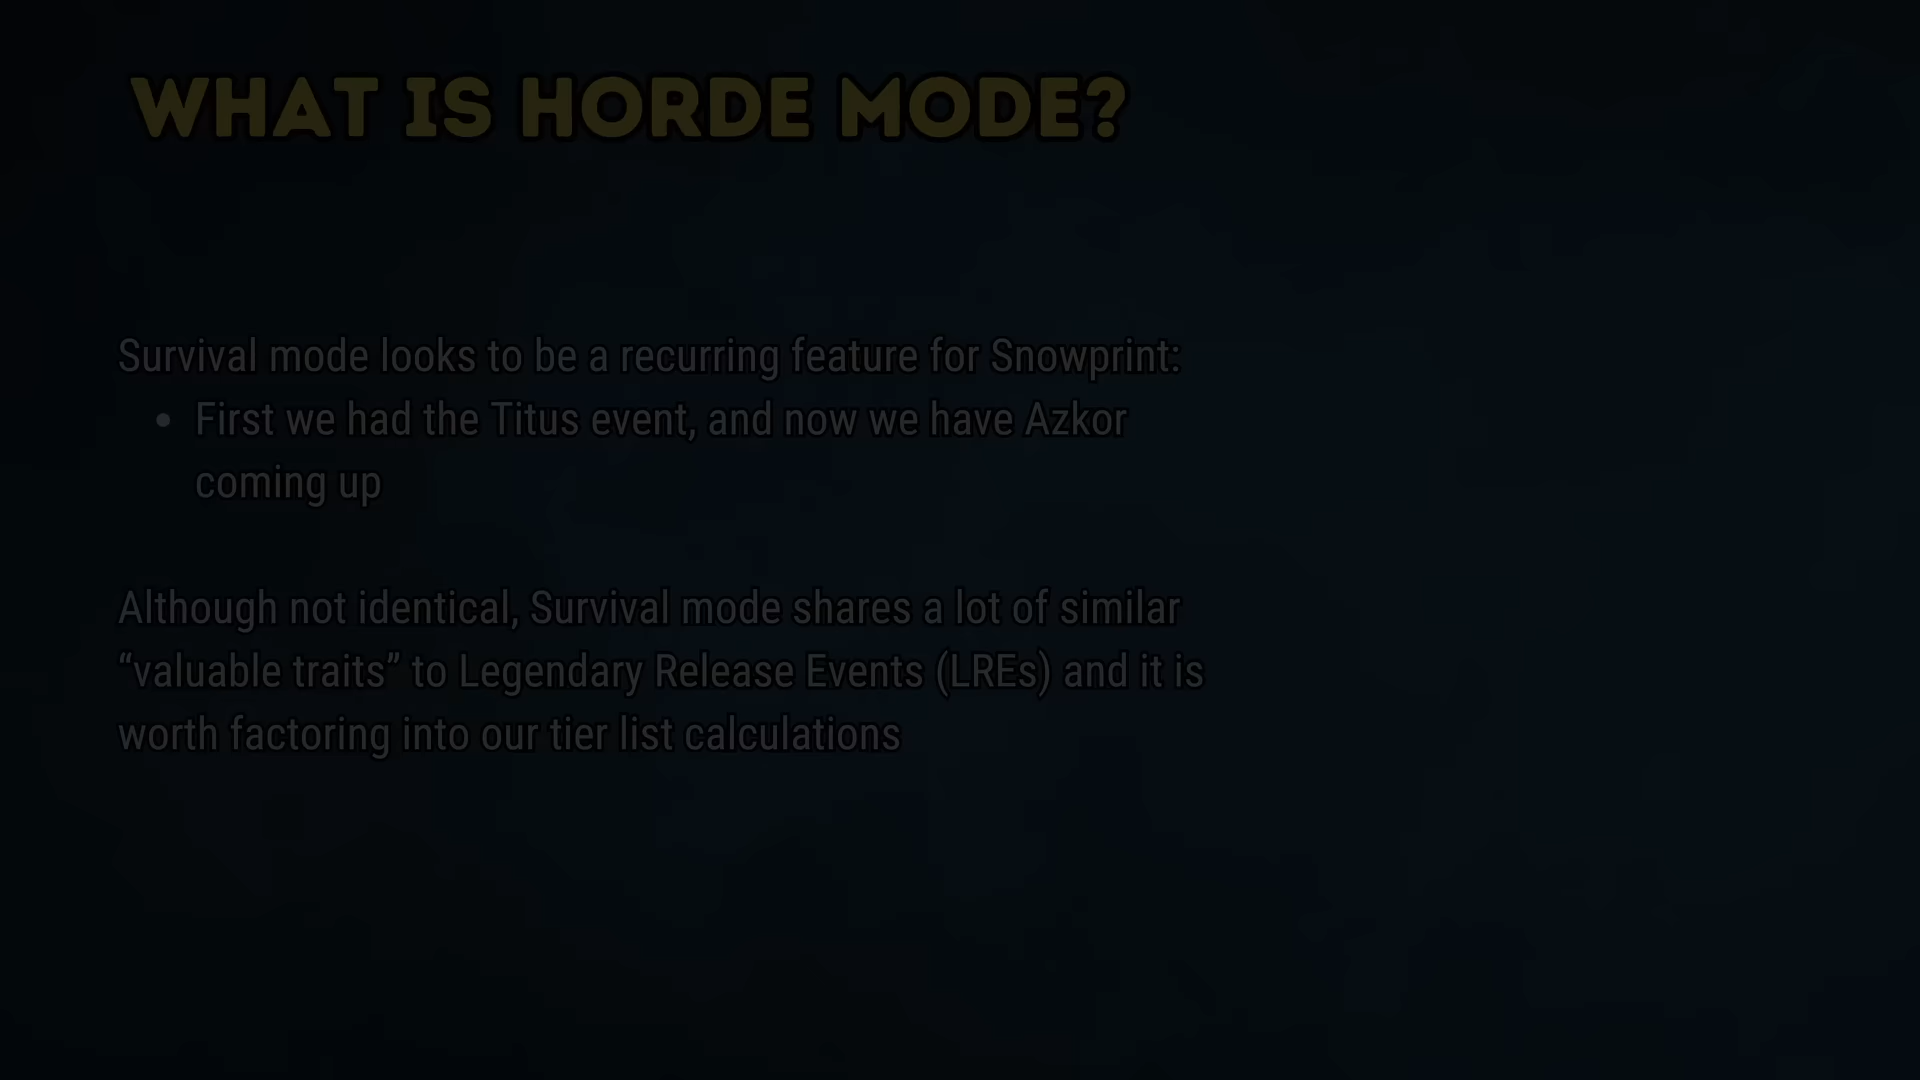 WHAT IS HORDE MODE?
Survival mode looks to be a recurring feature for Snowprint:
• First we had the Titus event, and now we have Azkor
coming up
Although not identical, Survival mode shares a lot of similar
“valuable traits” to Legendary Release Events (LREs) and it is
worth factoring into our tier list calculations